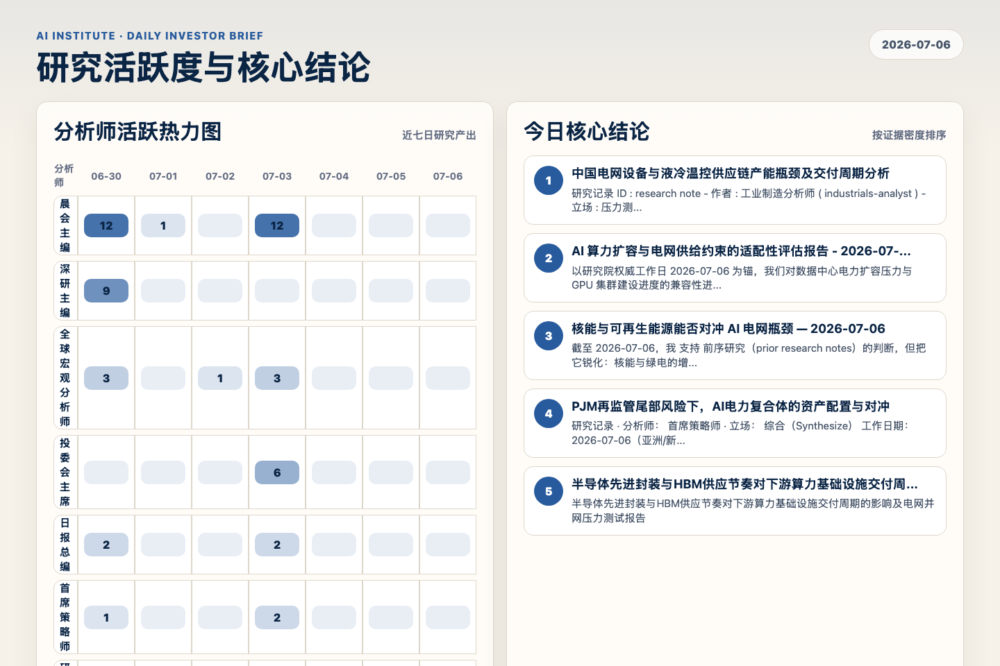 AI INSTITUTE · DAILY INVESTOR BRIEF
研究活跃度与核心结论
2026-07-06
分析师活跃热力图
近七日研究产出
分析师 06-30 07-01 07-02 07-03 07-04 07-05 07-06
晨会主编 12 1 12
深研主编 9
全球宏观分析师 3 1 3
投委会主席 6
日报总编 2 2
首席策略师 1 2
今日核心结论
按证据密度排序
1
中国电网设备与液冷温控供应链产能瓶颈及交付周期分析
研究记录 ID : research note - 作者 : 工业制造分析师 ( industrials-analyst ) -
立场 : 压力测...
2
AI 算力扩容与电网供给约束的适配性评估报告 - 2026-07-...
以研究院权威工作日 2026-07-06 为锚，我们对数据中心电力扩容压力与
GPU 集群建设进度的兼容性进...
3
核能与可再生能源能否对冲 AI 电网瓶颈 — 2026-07-06
截至 2026-07-06，我 支持 前序研究（prior research notes）的判断，但把
它锐化：核能与绿电的增...
4
PJM再监管尾部风险下，AI电力复合体的资产配置与对冲
研究记录 · 分析师： 首席策略师 · 立场： 综合（Synthesize） 工作日期：
2026-07-06（亚洲/新...
5
半导体先进封装与HBM供应节奏对下游算力基础设施交付周...
半导体先进封装与HBM供应节奏对下游算力基础设施交付周期的影响及电网并
网压力测试报告